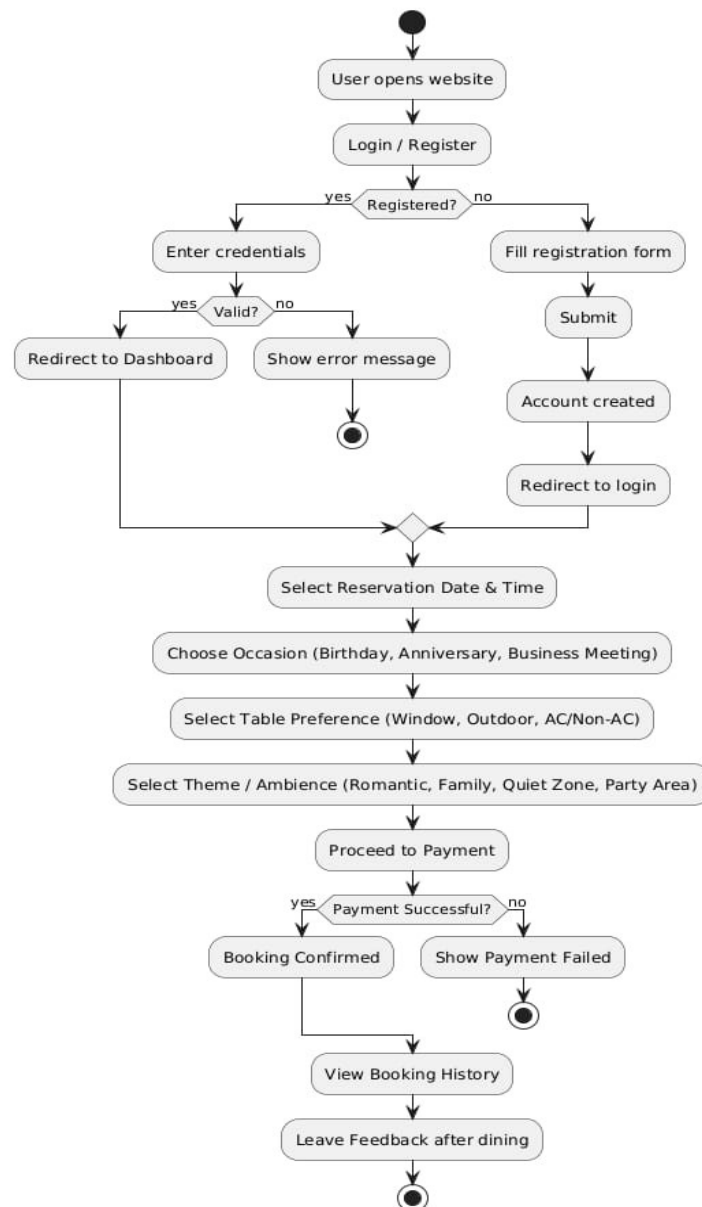 User opens website
Login / Register
yes
Registered?
no
Enter credentials
Fill registration form
yes
Valid?
no
Submit
Redirect to Dashboard
Show error message
Account created
Redirect to login
Select Reservation Date & Time
Choose Occasion (Birthday, Anniversary, Business Meeting)
Select Table Preference (Window, Outdoor, AC/Non-AC)
Select Theme / Ambience (Romantic, Family, Quiet Zone, Party Area)
Proceed to Payment
yes
Payment Successful?
no
Booking Confirmed
Show Payment Failed
View Booking History
Leave Feedback after dining